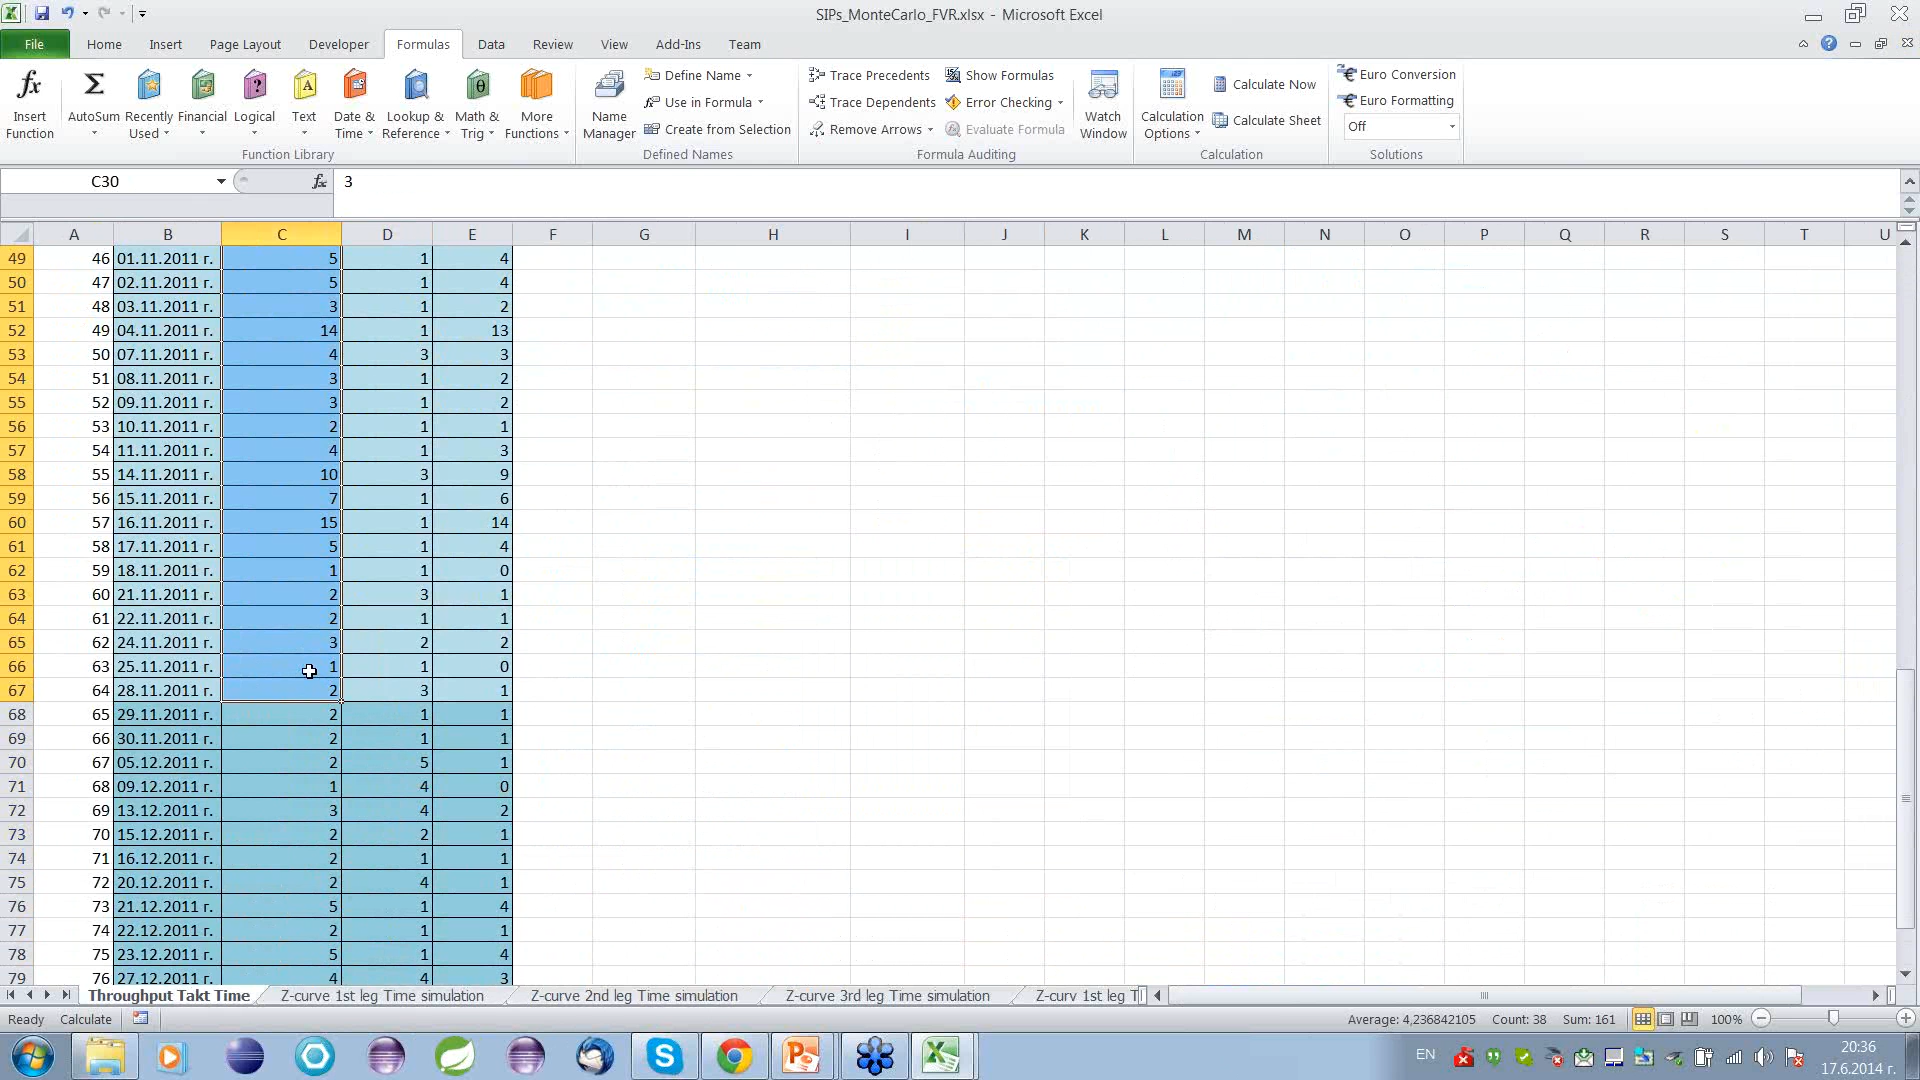 SIPs_MonteCarlo_FVR.xlsx - Microsoft Excel
File Home Insert Page Layout Developer Formulas Data Review View Add-Ins Team
Insert Function
AutoSum
Recently Used
Financial
Logical
Text
Date & Time
Lookup & Reference
Math & Trig
More Functions
Function Library
Name Manager
Define Name
Use in Formula
Create from Selection
Defined Names
Trace Precedents
Trace Dependents
Remove Arrows
Show Formulas
Error Checking
Evaluate Formula
Formula Auditing
Watch Window
Calculation Options
Calculate Now
Calculate Sheet
Calculation
Euro Conversion
Euro Formatting
Off
Solutions
C30 fx 3
A B C D E F G H I J K L M N O P Q R S T U
49 46 01.11.2011 г. 5 1 4
50 47 02.11.2011 г. 5 1 4
51 48 03.11.2011 г. 3 1 2
52 49 04.11.2011 г. 14 1 13
53 50 07.11.2011 г. 4 3 3
54 51 08.11.2011 г. 3 1 2
55 52 09.11.2011 г. 3 1 2
56 53 10.11.2011 г. 2 1 1
57 54 11.11.2011 г. 4 1 3
58 55 14.11.2011 г. 10 3 9
59 56 15.11.2011 г. 7 1 6
60 57 16.11.2011 г. 15 1 14
61 58 17.11.2011 г. 5 1 4
62 59 18.11.2011 г. 1 1 0
63 60 21.11.2011 г. 2 3 1
64 61 22.11.2011 г. 2 1 1
65 62 24.11.2011 г. 3 2 2
66 63 25.11.2011 г. 1 1 0
67 64 28.11.2011 г. 2 3 1
68 65 29.11.2011 г. 2 1 1
69 66 30.11.2011 г. 2 1 1
70 67 05.12.2011 г. 2 5 1
71 68 09.12.2011 г. 1 4 0
72 69 13.12.2011 г. 3 4 2
73 70 15.12.2011 г. 2 2 1
74 71 16.12.2011 г. 2 1 1
75 72 20.12.2011 г. 2 4 1
76 73 21.12.2011 г. 5 1 4
77 74 22.12.2011 г. 2 1 1
78 75 23.12.2011 г. 5 1 4
79 76 27.12.2011 г. 4 4 3
Throughput Takt Time Z-curve 1st leg Time simulation Z-curve 2nd leg Time simulation Z-curve 3rd leg Time simulation Z-curv 1st leg T
Ready Calculate Average: 4,236842105 Count: 38 Sum: 161 100%
EN 20:36
17.6.2014 г.